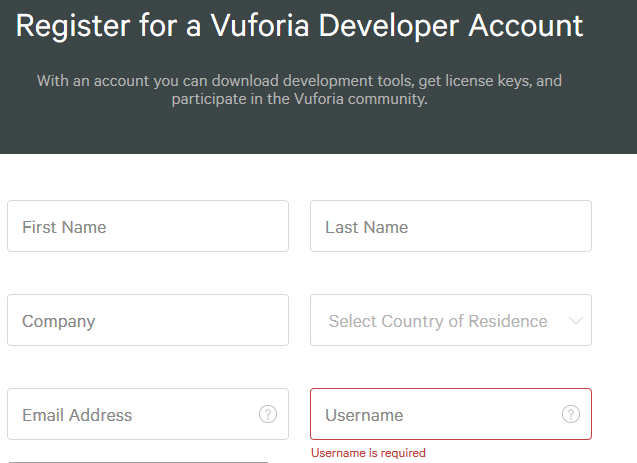 Register for a Vuforia Developer Account
With an account you can download development tools, get license keys, and
participate in the Vuforia community.
First Name
Last Name
Company
Select Country of Residence
Email Address
?
Username
?
Username is required